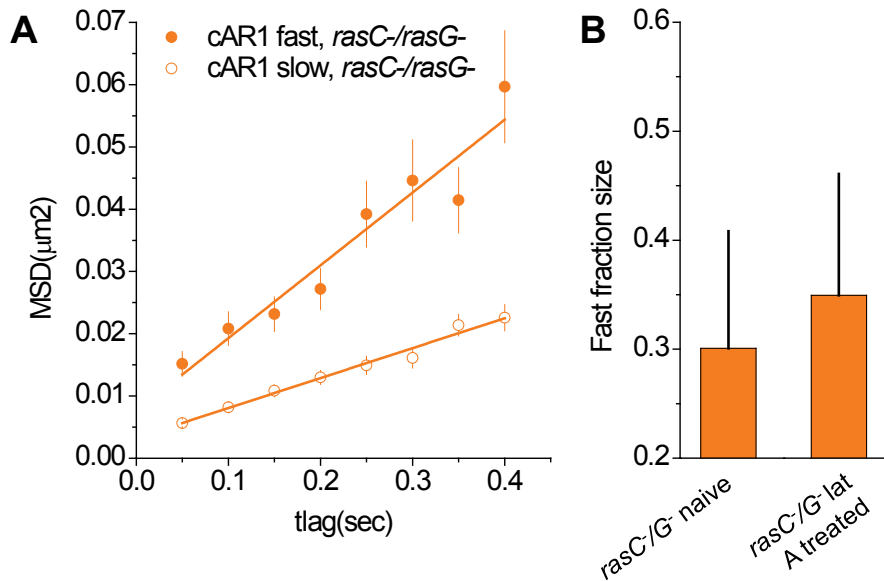 A
cAR1 fast, rasC-/rasG-
cAR1 slow, rasC-/rasG-
0.07
0.06
0.05
0.04
0.03
0.02
0.01
0.00
MSD(μm2)
0.0
0.1
0.2
0.3
0.4
tlag(sec)
B
0.6
0.5
0.4
0.3
0.2
Fast fraction size
rasC-/G- naive
rasC-/G- lat
A treated